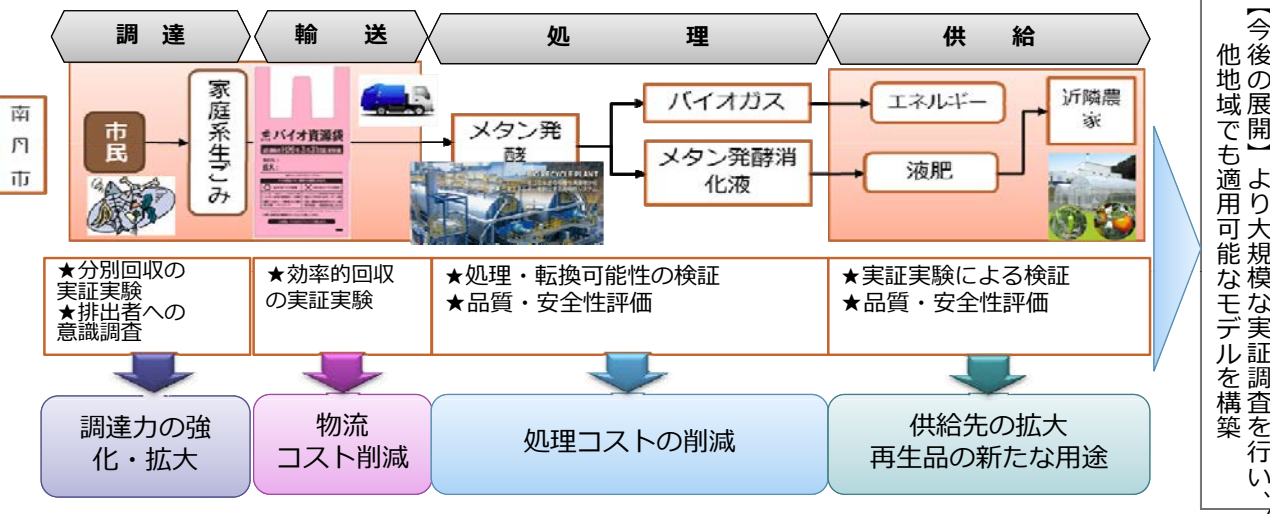 調 達
輸 送
処 理
供 給
南
丹
市
市
民
家
庭
系
生
ご
み
バイオ資源袋
メタン発
酵
バイオガス
メタン発酵消
化液
エネルギー
液肥
近隣農
家
★分別回収の
実証実験
★排出者への
意識調査
★効率的回収
の実証実験
★処理・転換可能性の検証
★品質・安全性評価
★実証実験による検証
★品質・安全性評価
調達力の強
化・拡大
物流
コスト削減
処理コストの削減
供給先の拡大
再生品の新たな用途
【今後の展開】より大規模な実証調査を行い、
他地域でも適用可能なモデルを構築